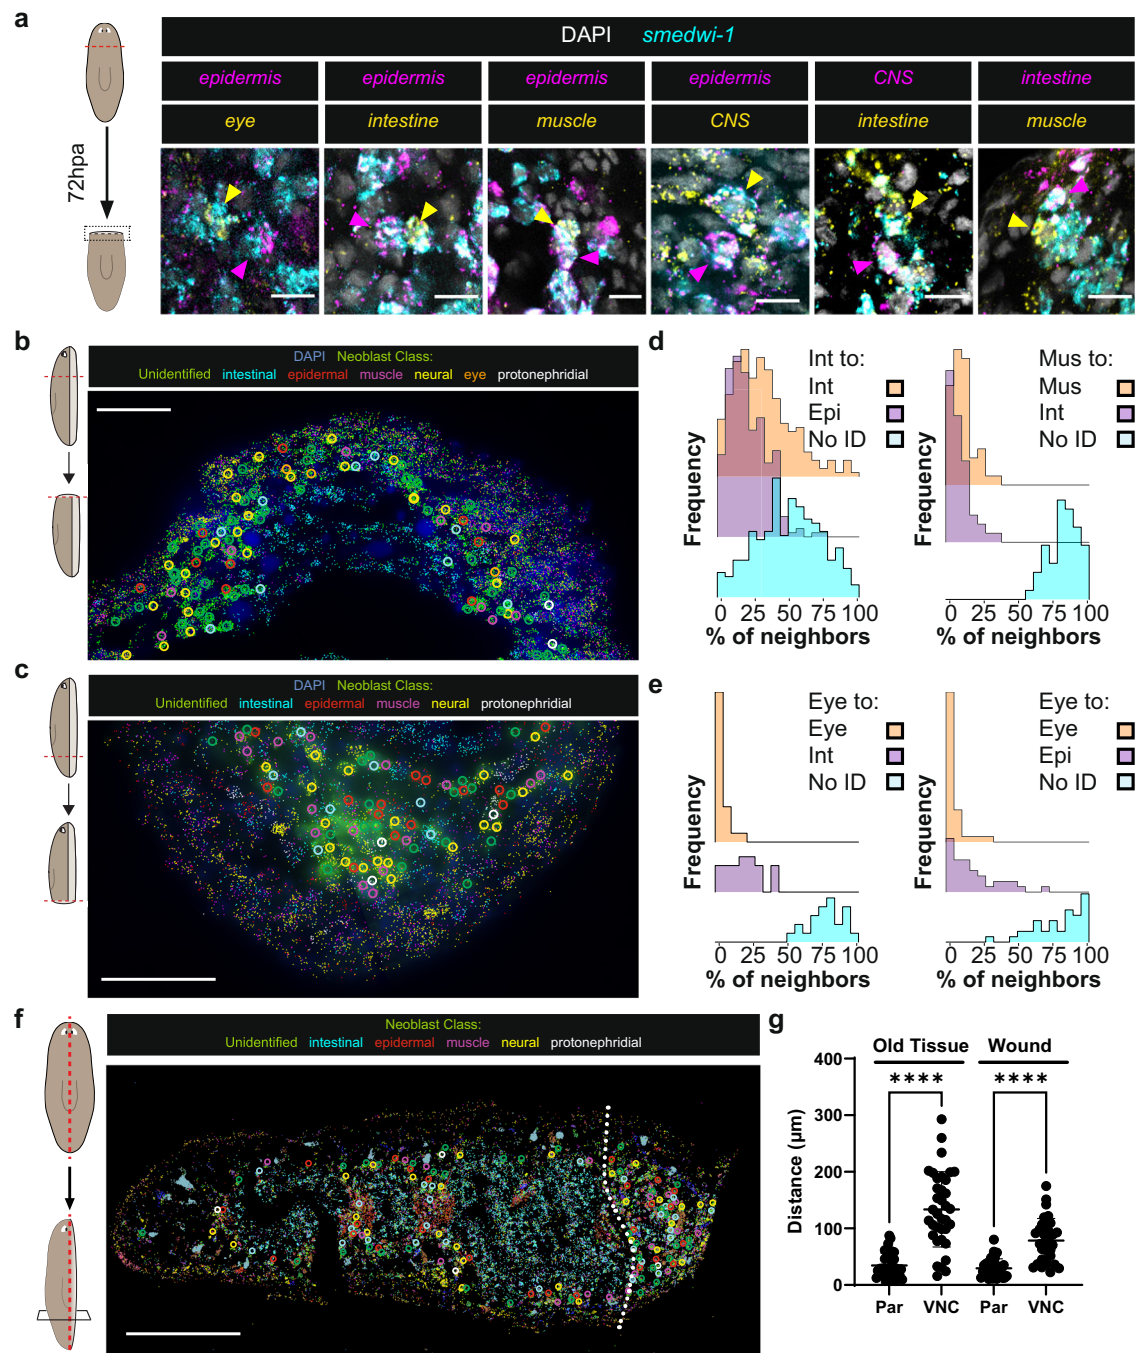 a
DAPI smedwi-1
epidermis epidermis epidermis epidermis CNS intestine
eye intestine muscle CNS intestine muscle
72hpa
b
DAPI Neoblast Class:
Unidentified intestinal epidermal muscle neural eye protonephridial
c
DAPI Neoblast Class:
Unidentified intestinal epidermal muscle neural protonephridial
d
Int to:
Int
Epi
No ID
Frequency
0 25 50 75 100
% of neighbors
Mus to:
Mus
Int
No ID
Frequency
0 25 50 75 100
% of neighbors
e
Eye to:
Eye
Int
No ID
Frequency
0 25 50 75 100
% of neighbors
Eye to:
Eye
Epi
No ID
Frequency
0 25 50 75 100
% of neighbors
f
Neoblast Class:
Unidentified intestinal epidermal muscle neural protonephridial
g
Old Tissue Wound
**** ****
Distance (µm)
400
300
200
100
0
Par VNC Par VNC